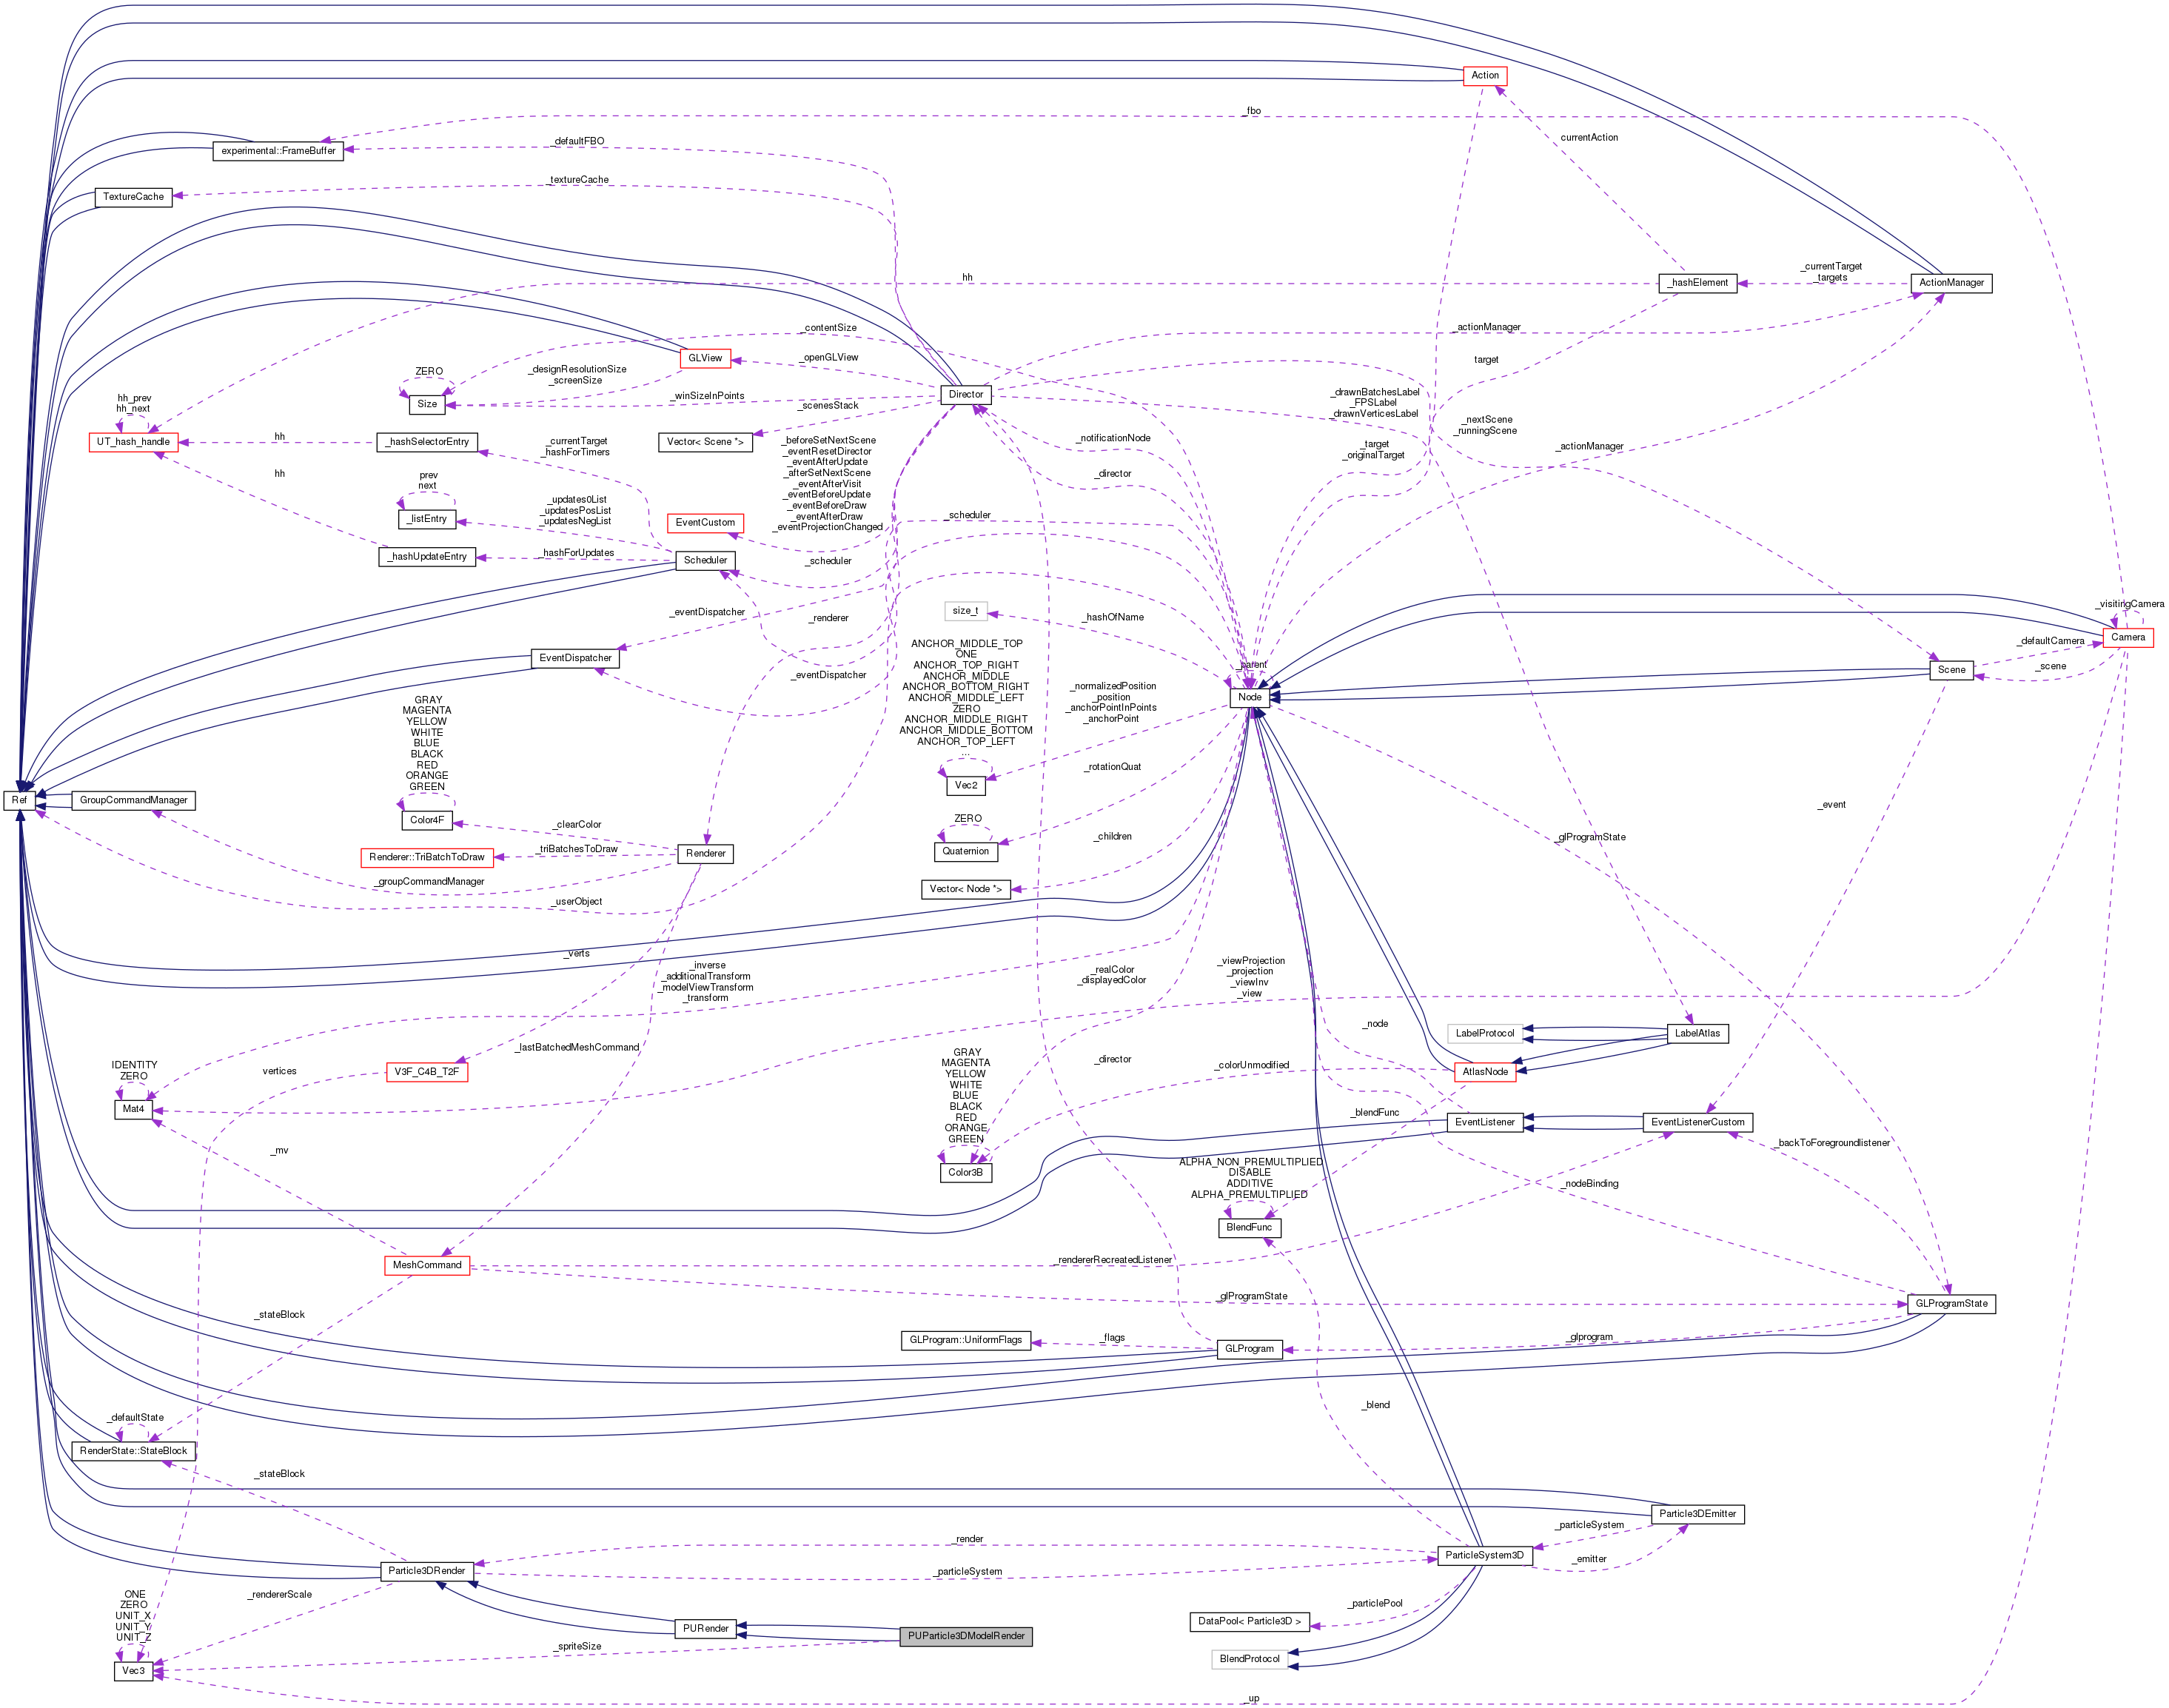 Action
_fbo
currentAction
_defaultFBO
experimental::FrameBuffer
_textureCache
TextureCache
_currentTarget
_targets
hh
_hashElement
ActionManager
_contentSize
_actionManager
GLView
_openGLView
target
_designResolutionSize
_screenSize
ZERO
Size
_winSizeInPoints
Director
_drawnBatchesLabel
_FPSLabel
_drawnVerticesLabel
hh_prev
hh_next
_scenesStack
_nextScene
_runningScene
UT_hash_handle
hh
_hashSelectorEntry
_currentTarget
_hashForTimers
Vector< Scene *>
_beforeSetNextScene
_eventResetDirector
_eventAfterUpdate
_afterSetNextScene
_eventAfterVisit
_eventBeforeUpdate
_eventBeforeDraw
_eventAfterDraw
_eventProjectionChanged
_notificationNode
_target
_originalTarget
_actionManager
_director
hh
prev
next
_listEntry
_updates0List
_updatesPosList
_updatesNegList
EventCustom
_scheduler
_hashUpdateEntry
_hashForUpdates
Scheduler
_scheduler
size_t
_hashOfName
_eventDispatcher
_renderer
_visitingCamera
Camera
_defaultCamera
_scene
Scene
EventDispatcher
_eventDispatcher
ANCHOR_MIDDLE_TOP
ONE
ANCHOR_TOP_RIGHT
ANCHOR_MIDDLE
ANCHOR_BOTTOM_RIGHT
ANCHOR_MIDDLE_LEFT
ZERO
ANCHOR_MIDDLE_RIGHT
ANCHOR_MIDDLE_BOTTOM
ANCHOR_TOP_LEFT
...
Vec2
_parent
Node
_normalizedPosition
_position
_anchorPointInPoints
_anchorPoint
GRAY
MAGENTA
YELLOW
WHITE
BLUE
BLACK
RED
ORANGE
GREEN
Color4F
_rotationQuat
Ref
GroupCommandManager
_clearColor
ZERO
Quaternion
_event
_children
_glProgramState
Renderer::TriBatchToDraw
_triBatchesToDraw
Renderer
_groupCommandManager
Vector< Node *>
_userObject
_verts
_inverse
_additionalTransform
_modelViewTransform
_transform
_realColor
_displayedColor
_viewProjection
_projection
_viewInv
_view
_node
LabelProtocol
LabelAtlas
_lastBatchedMeshCommand
IDENTITY
ZERO
Mat4
vertices
V3F_C4B_T2F
GRAY
MAGENTA
YELLOW
WHITE
BLUE
BLACK
RED
ORANGE
GREEN
Color3B
_director
_colorUnmodified
AtlasNode
_blendFunc
EventListener
EventListenerCustom
_backToForegroundlistener
_mv
ALPHA_NON_PREMULTIPLIED
DISABLE
ADDITIVE
ALPHA_PREMULTIPLIED
BlendFunc
_nodeBinding
MeshCommand
_rendererRecreatedListener
_glProgramState
GLProgramState
_stateBlock
GLProgram::UniformFlags
_flags
GLProgram
_glprogram
_defaultState
RenderState::StateBlock
_blend
_stateBlock
Particle3DEmitter
_particleSystem
_render
ParticleSystem3D
_emitter
Particle3DRender
_particleSystem
_rendererScale
ONE
ZERO
UNIT_X
UNIT_Y
UNIT_Z
Vec3
_particlePool
DataPool< Particle3D >
PURender
PUParticle3DModelRender
_spriteSize
BlendProtocol
_up